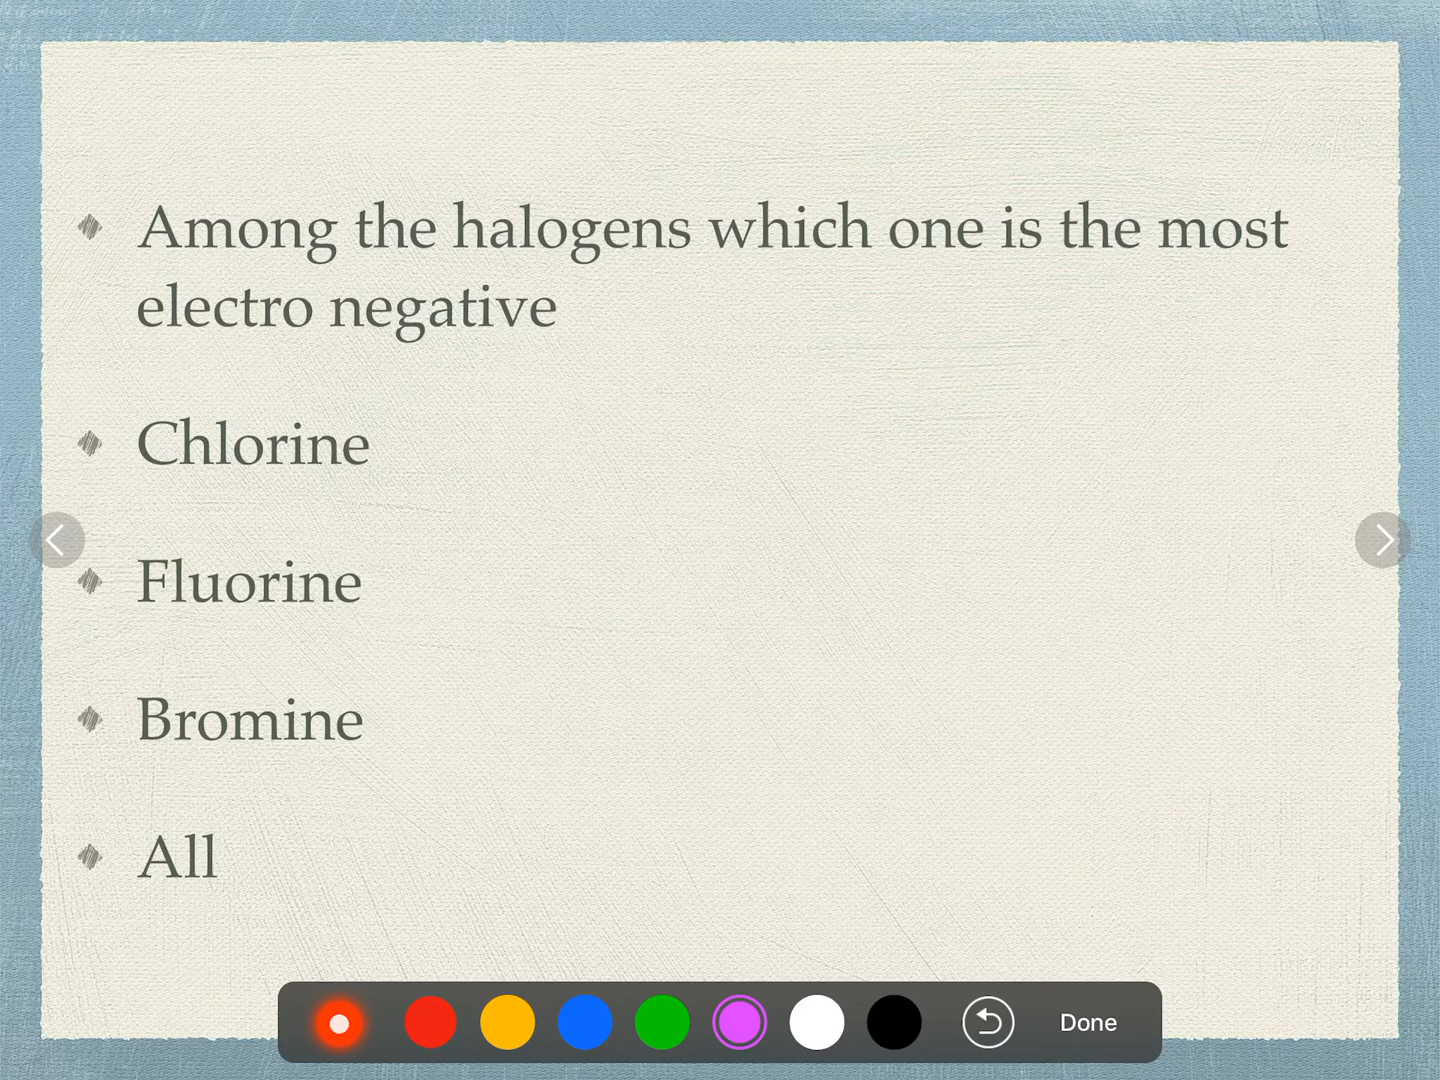 Among the halogens which one is the most
electro negative
Chlorine
Fluorine
Bromine
All
Done